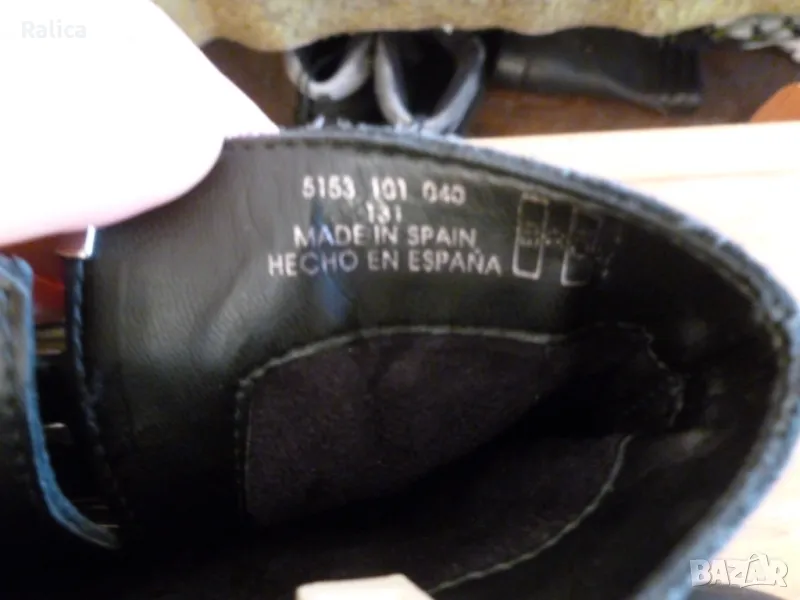 Ralica
5153 101 040
131
MADE IN SPAIN
HECHO EN ESPAÑA
BAZAR